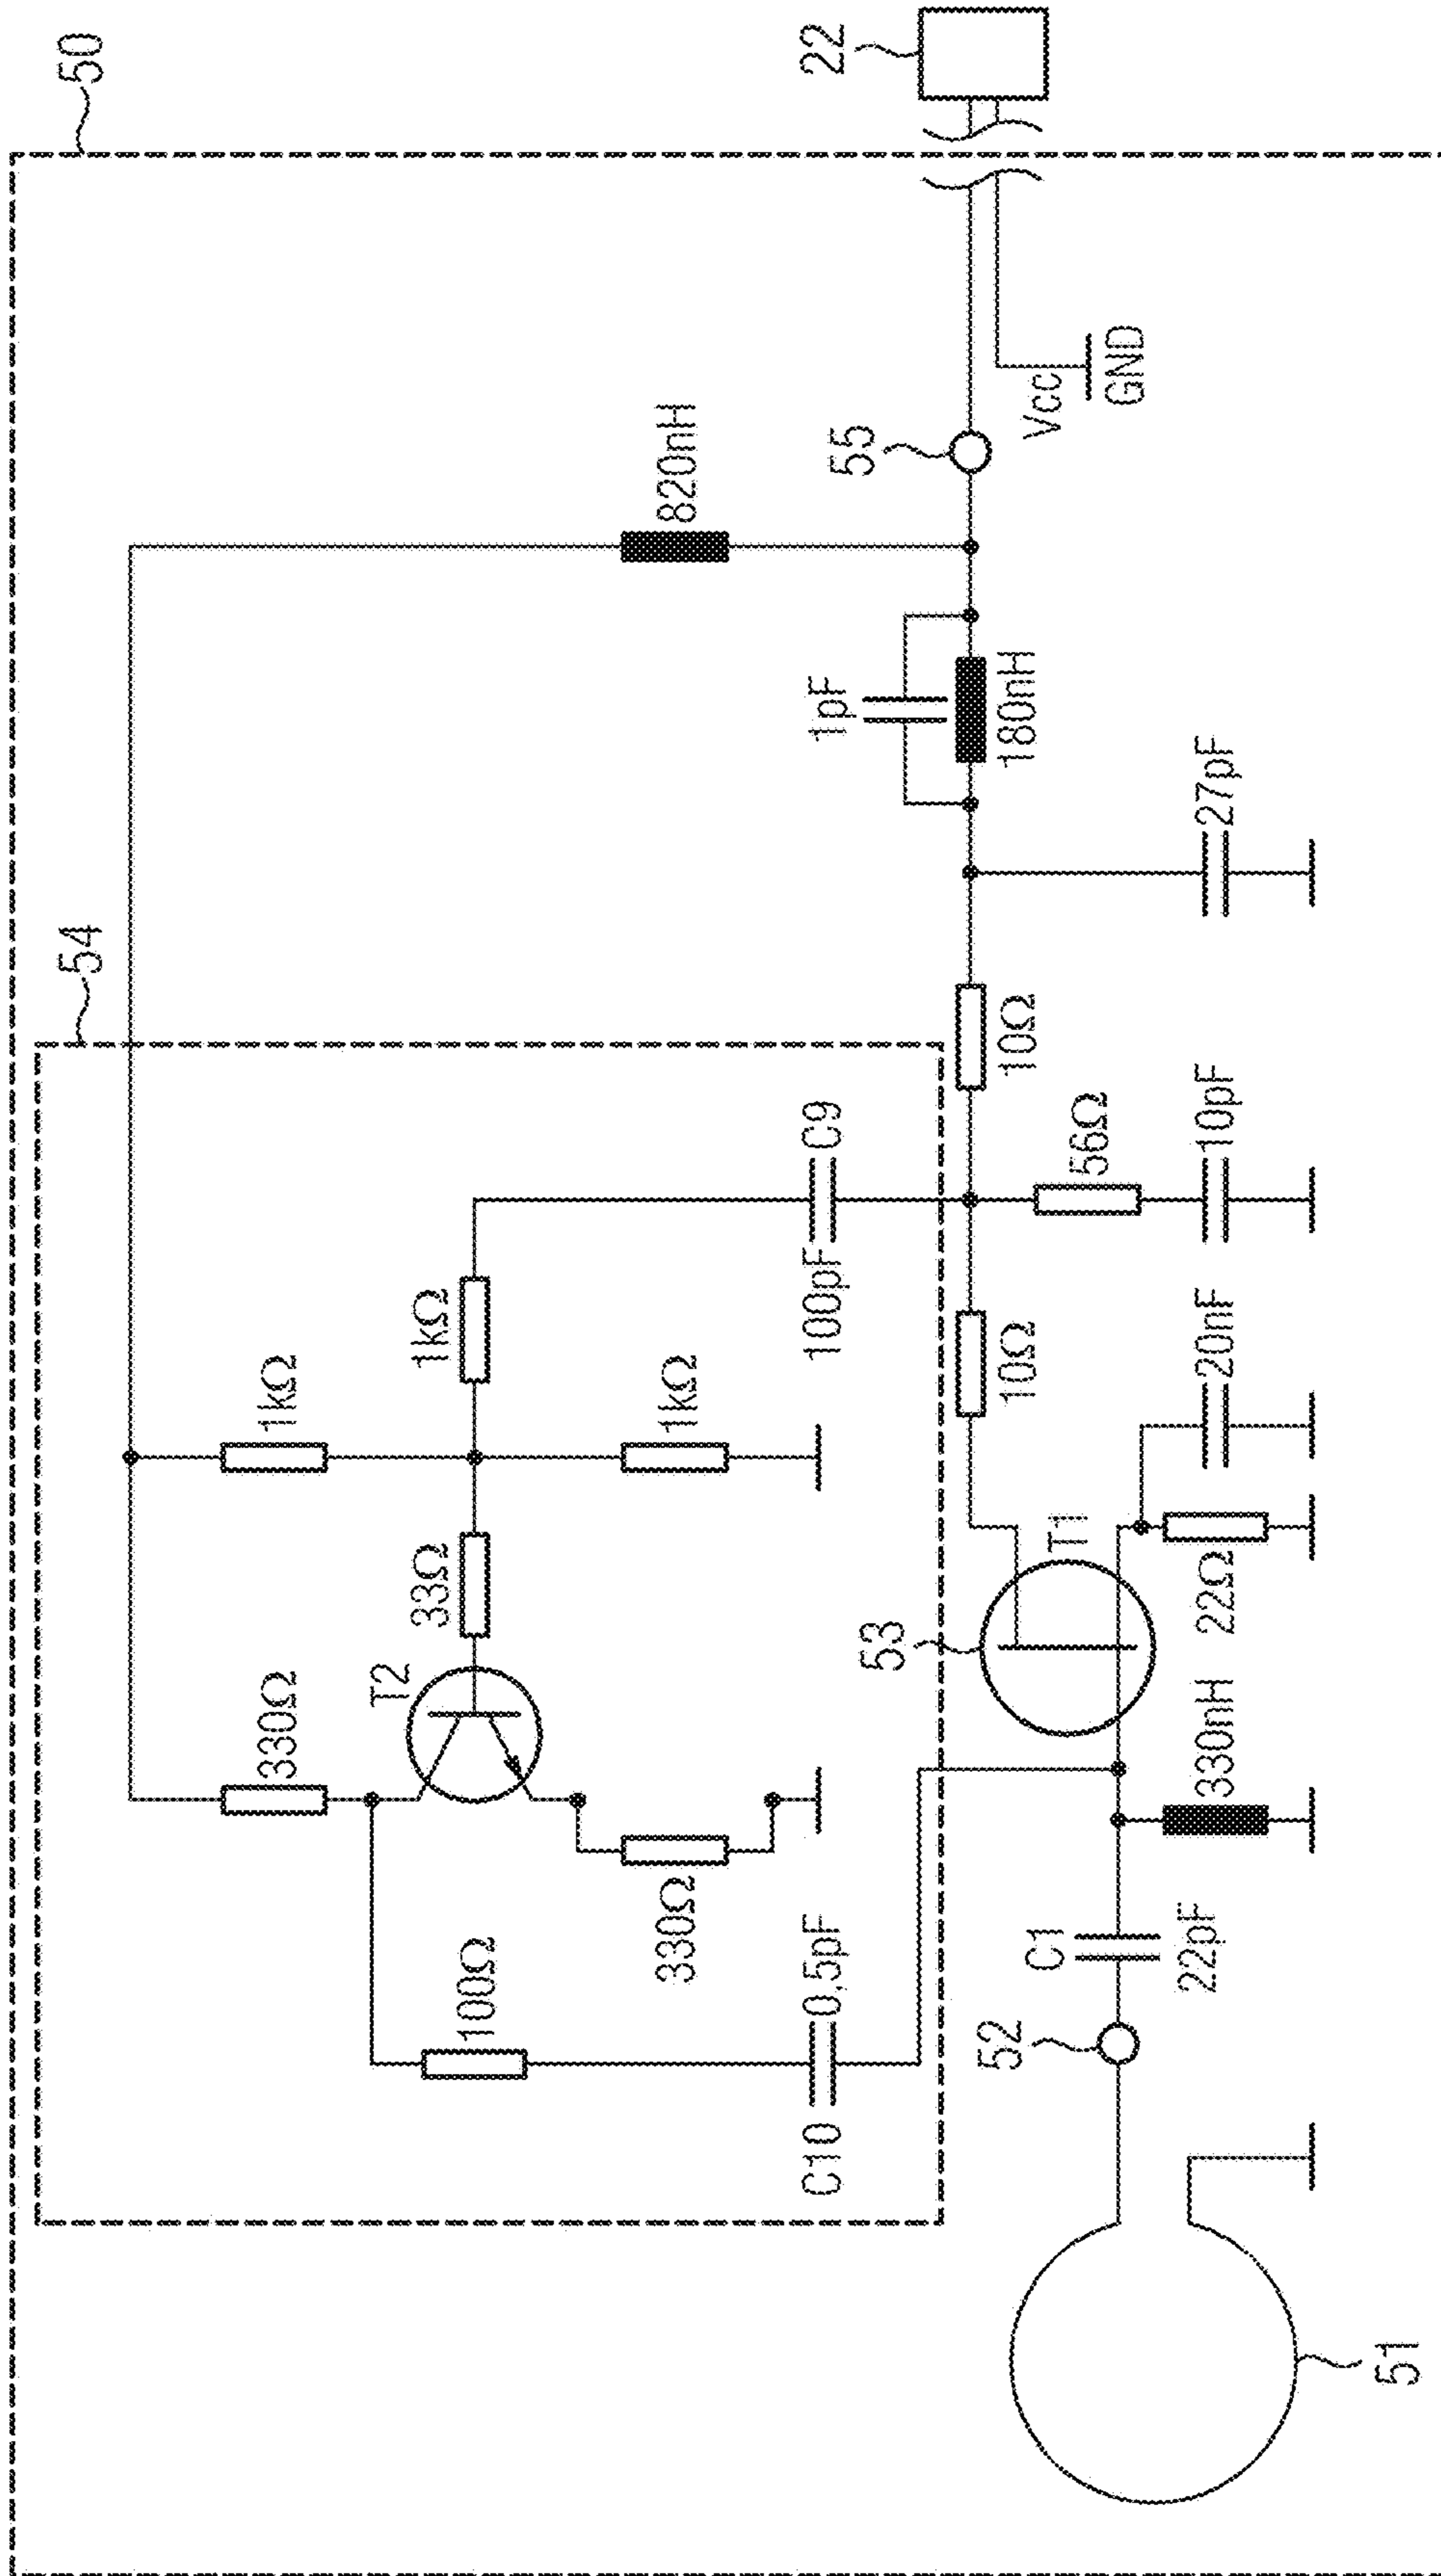 50
54
22
820nH
55
Vcc
GND
1pF
180nH
27pF
10Ω
1kΩ
1kΩ
1kΩ
C9
100pF
56Ω
10pF
330Ω
T2
33Ω
10Ω
20nF
53
T1
22Ω
100Ω
330Ω
C10
0,5pF
330nH
C1
22pF
52
51